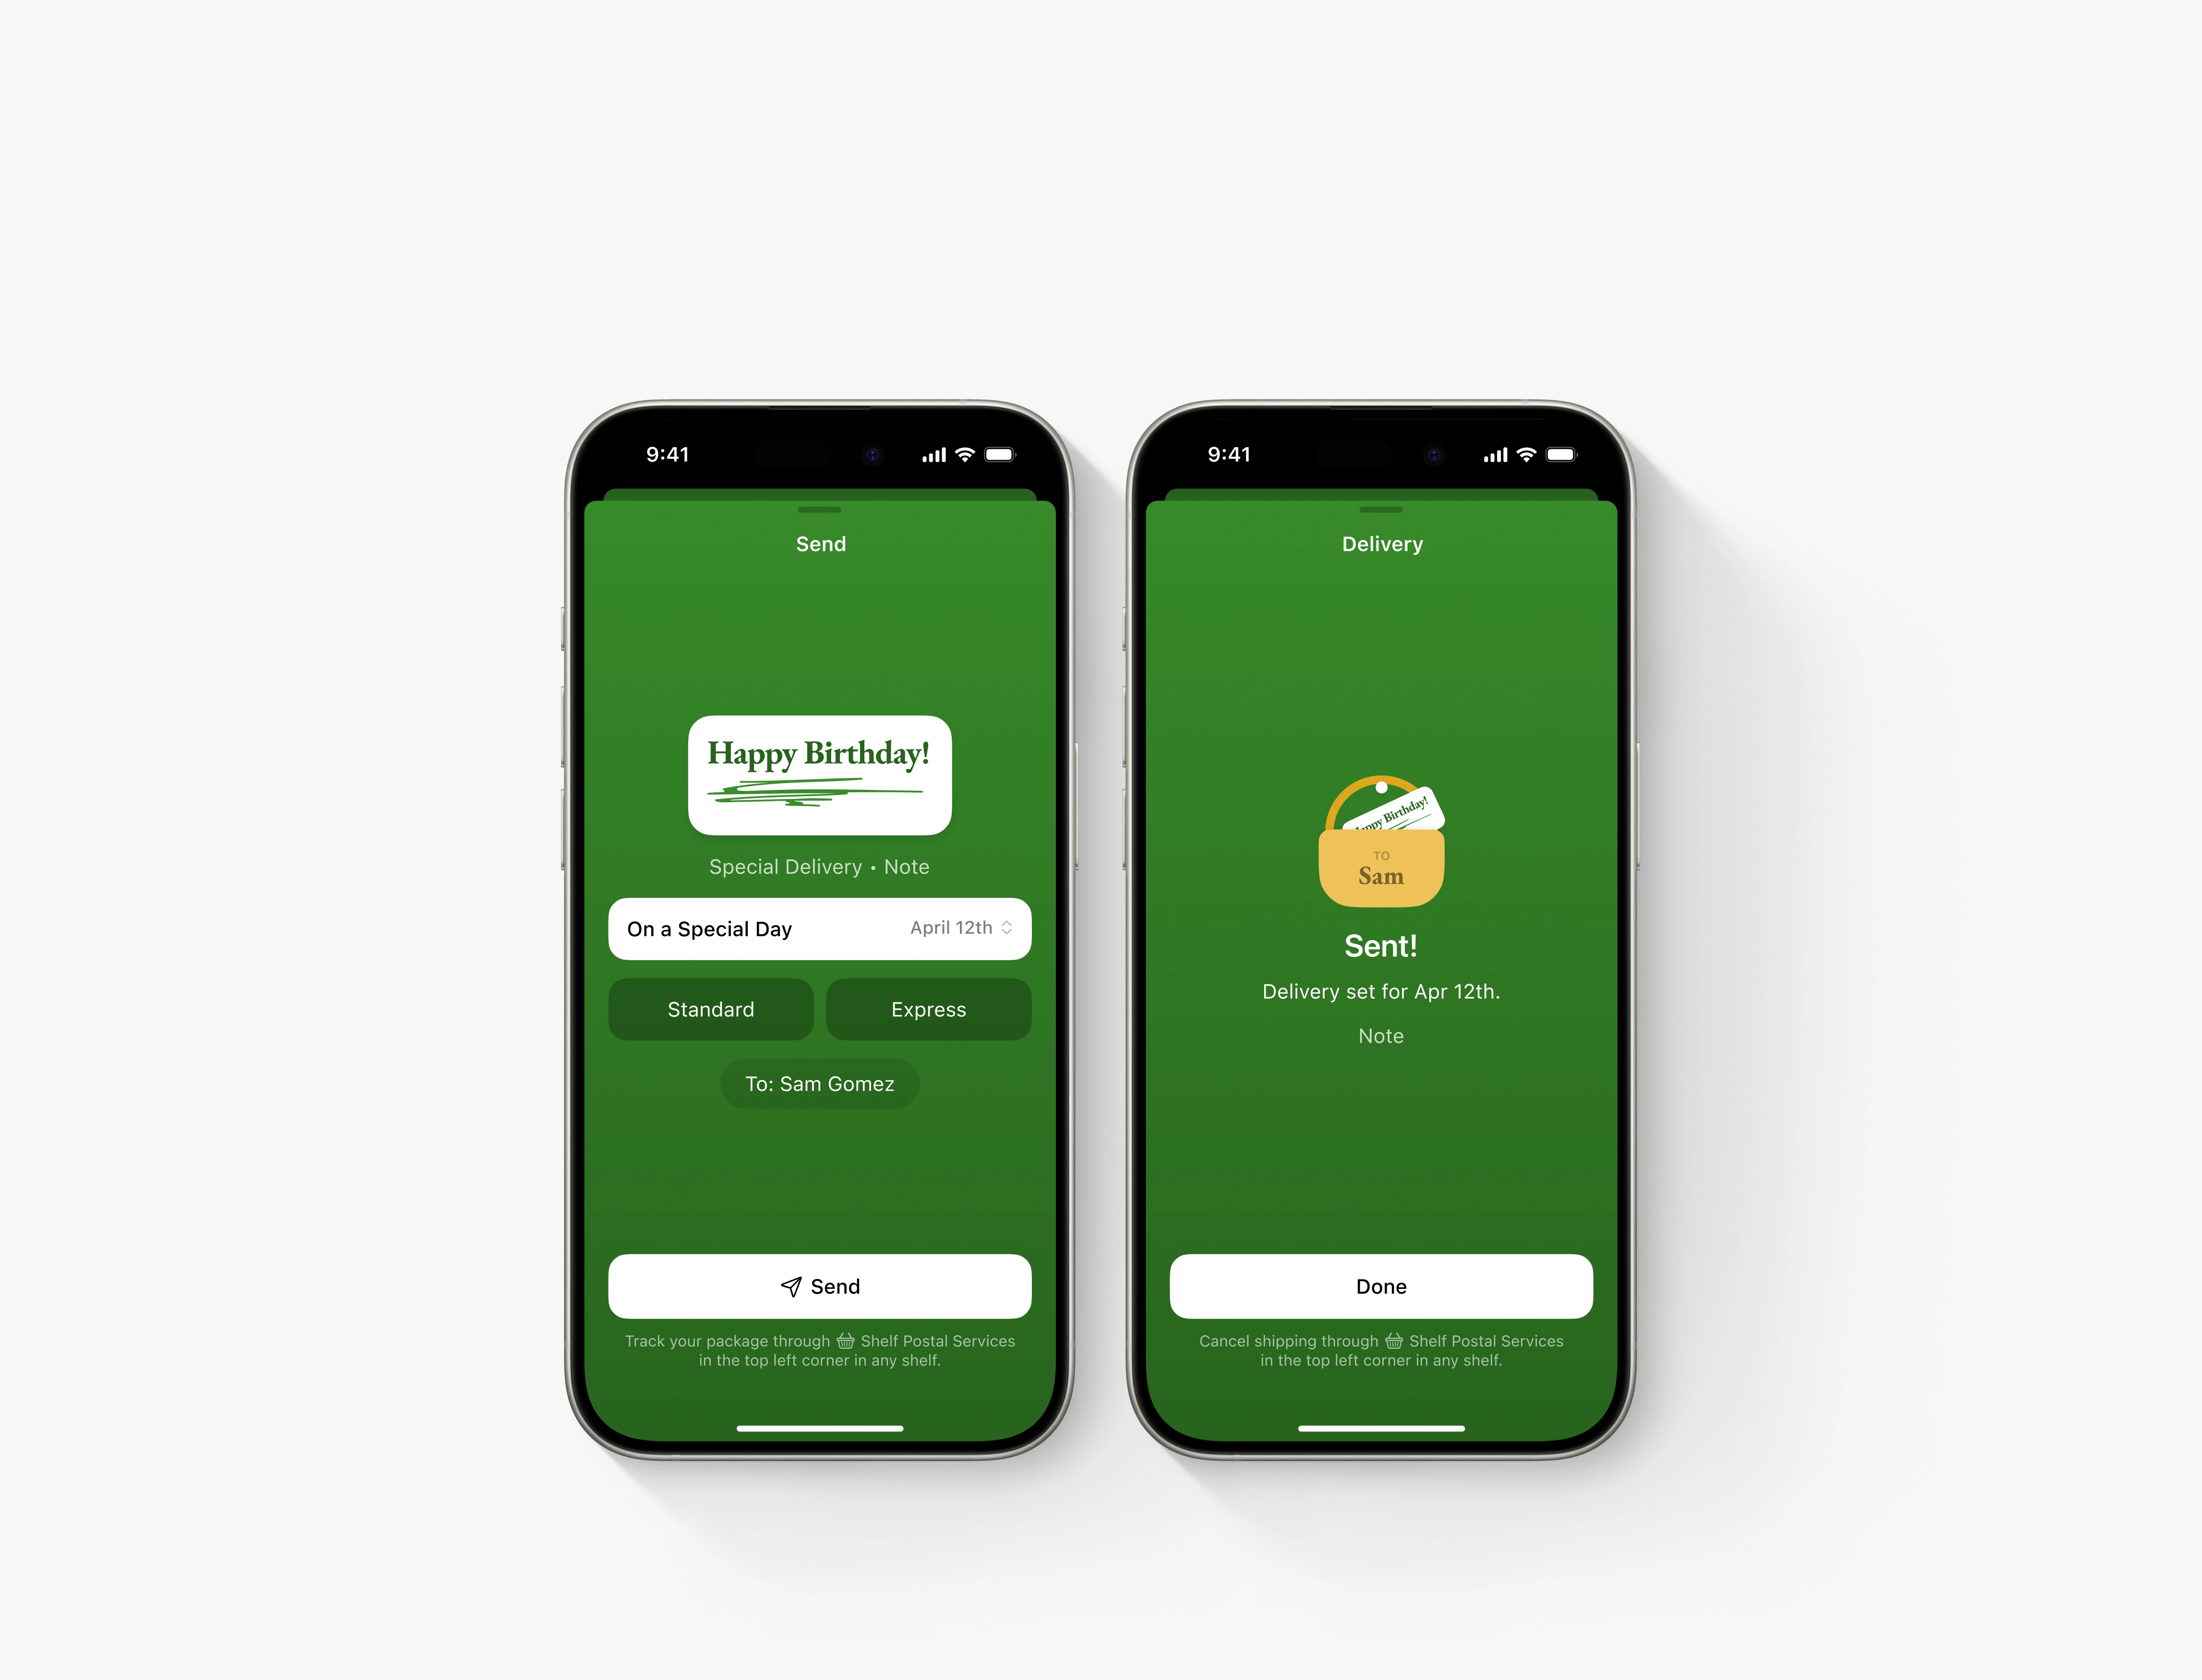 9:41
Send
Happy Birthday!
Special Delivery • Note
On a Special Day
April 12th
Standard
Express
To: Sam Gomez
Send
Track your package through Shelf Postal Services
in the top left corner in any shelf.
9:41
Delivery
Happy Birthday!
TO
Sam
Sent!
Delivery set for Apr 12th.
Note
Done
Cancel shipping through Shelf Postal Services
in the top left corner in any shelf.